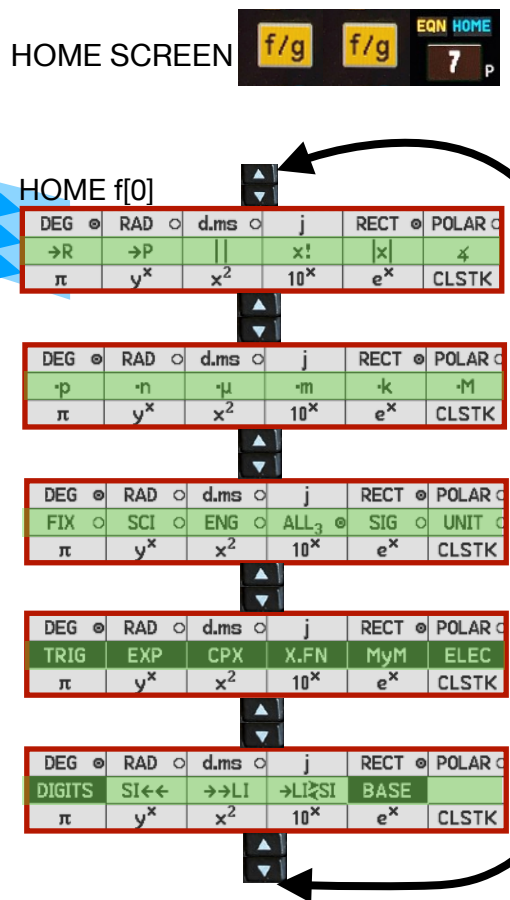 EQN HOME
HOME SCREEN f/g f/g 7 P
HOME f[0]
DEG RAD d.ms j RECT POLAR
→R →P || x! |x| ∡
π yˣ x² 10ˣ eˣ CLSTK
DEG RAD d.ms j RECT POLAR
·p ·n ·µ ·m ·k ·M
π yˣ x² 10ˣ eˣ CLSTK
DEG RAD d.ms j RECT POLAR
FIX SCI ENG ALL₃ SIG UNIT
π yˣ x² 10ˣ eˣ CLSTK
DEG RAD d.ms j RECT POLAR
TRIG EXP CPX X.FN MyM ELEC
π yˣ x² 10ˣ eˣ CLSTK
DEG RAD d.ms j RECT POLAR
DIGITS SI←← →→LI →LI⇄SI BASE
π yˣ x² 10ˣ eˣ CLSTK